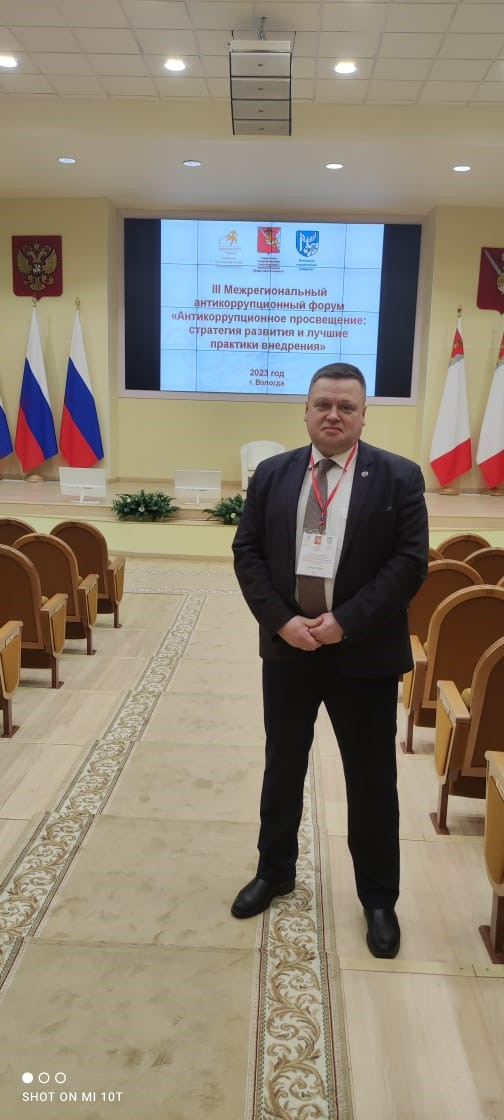 III Межрегиональный
антикоррупционный форум
«Антикоррупционное просвещение:
стратегия развития и лучшие
практики внедрения»
2023 год
г. Вологда
SHOT ON MI 10T